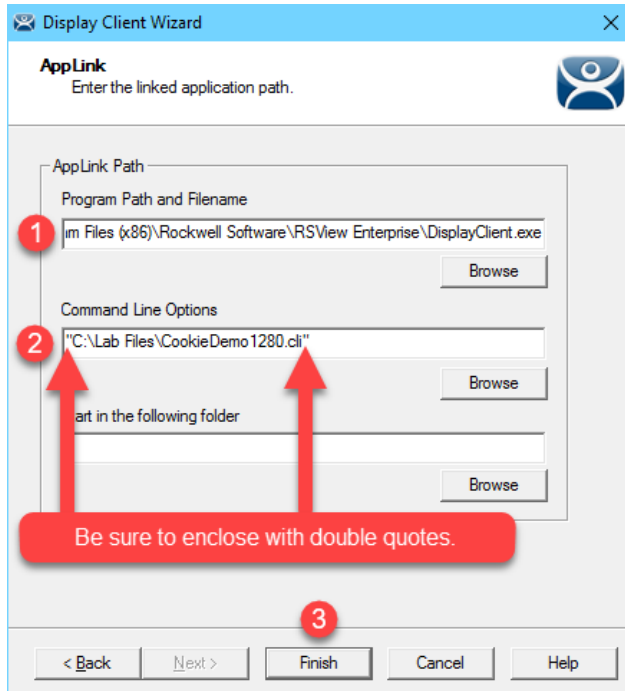 Display Client Wizard
AppLink
Enter the linked application path.
AppLink Path
Program Path and Filename
1
m Files (x86)\Rockwell Software\RSView Enterprise\DisplayClient.exe
Browse
Command Line Options
2
"C:\Lab Files\CookieDemo1280.cli"
Browse
art in the following folder
Browse
Be sure to enclose with double quotes.
3
< Back
Next >
Finish
Cancel
Help